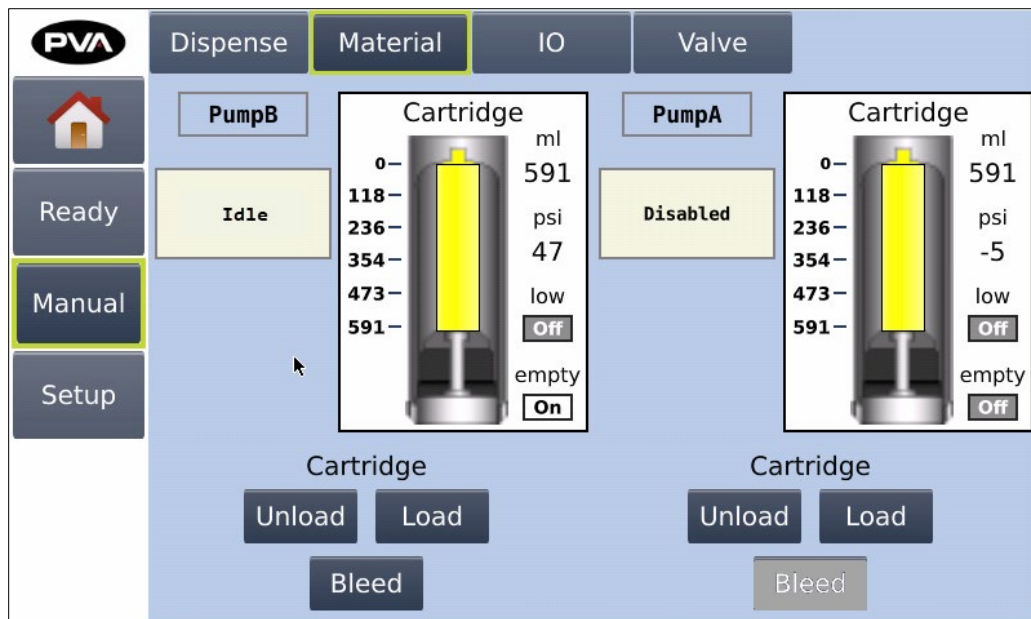 PVA
Dispense
Material
IO
Valve
Ready
Manual
Setup
PumpB
Idle
Cartridge
ml
591
psi
47
low
Off
empty
On
0
118
236
354
473
591
Cartridge
Unload
Load
Bleed
PumpA
Disabled
Cartridge
ml
591
psi
-5
low
Off
empty
Off
0
118
236
354
473
591
Cartridge
Unload
Load
Bleed